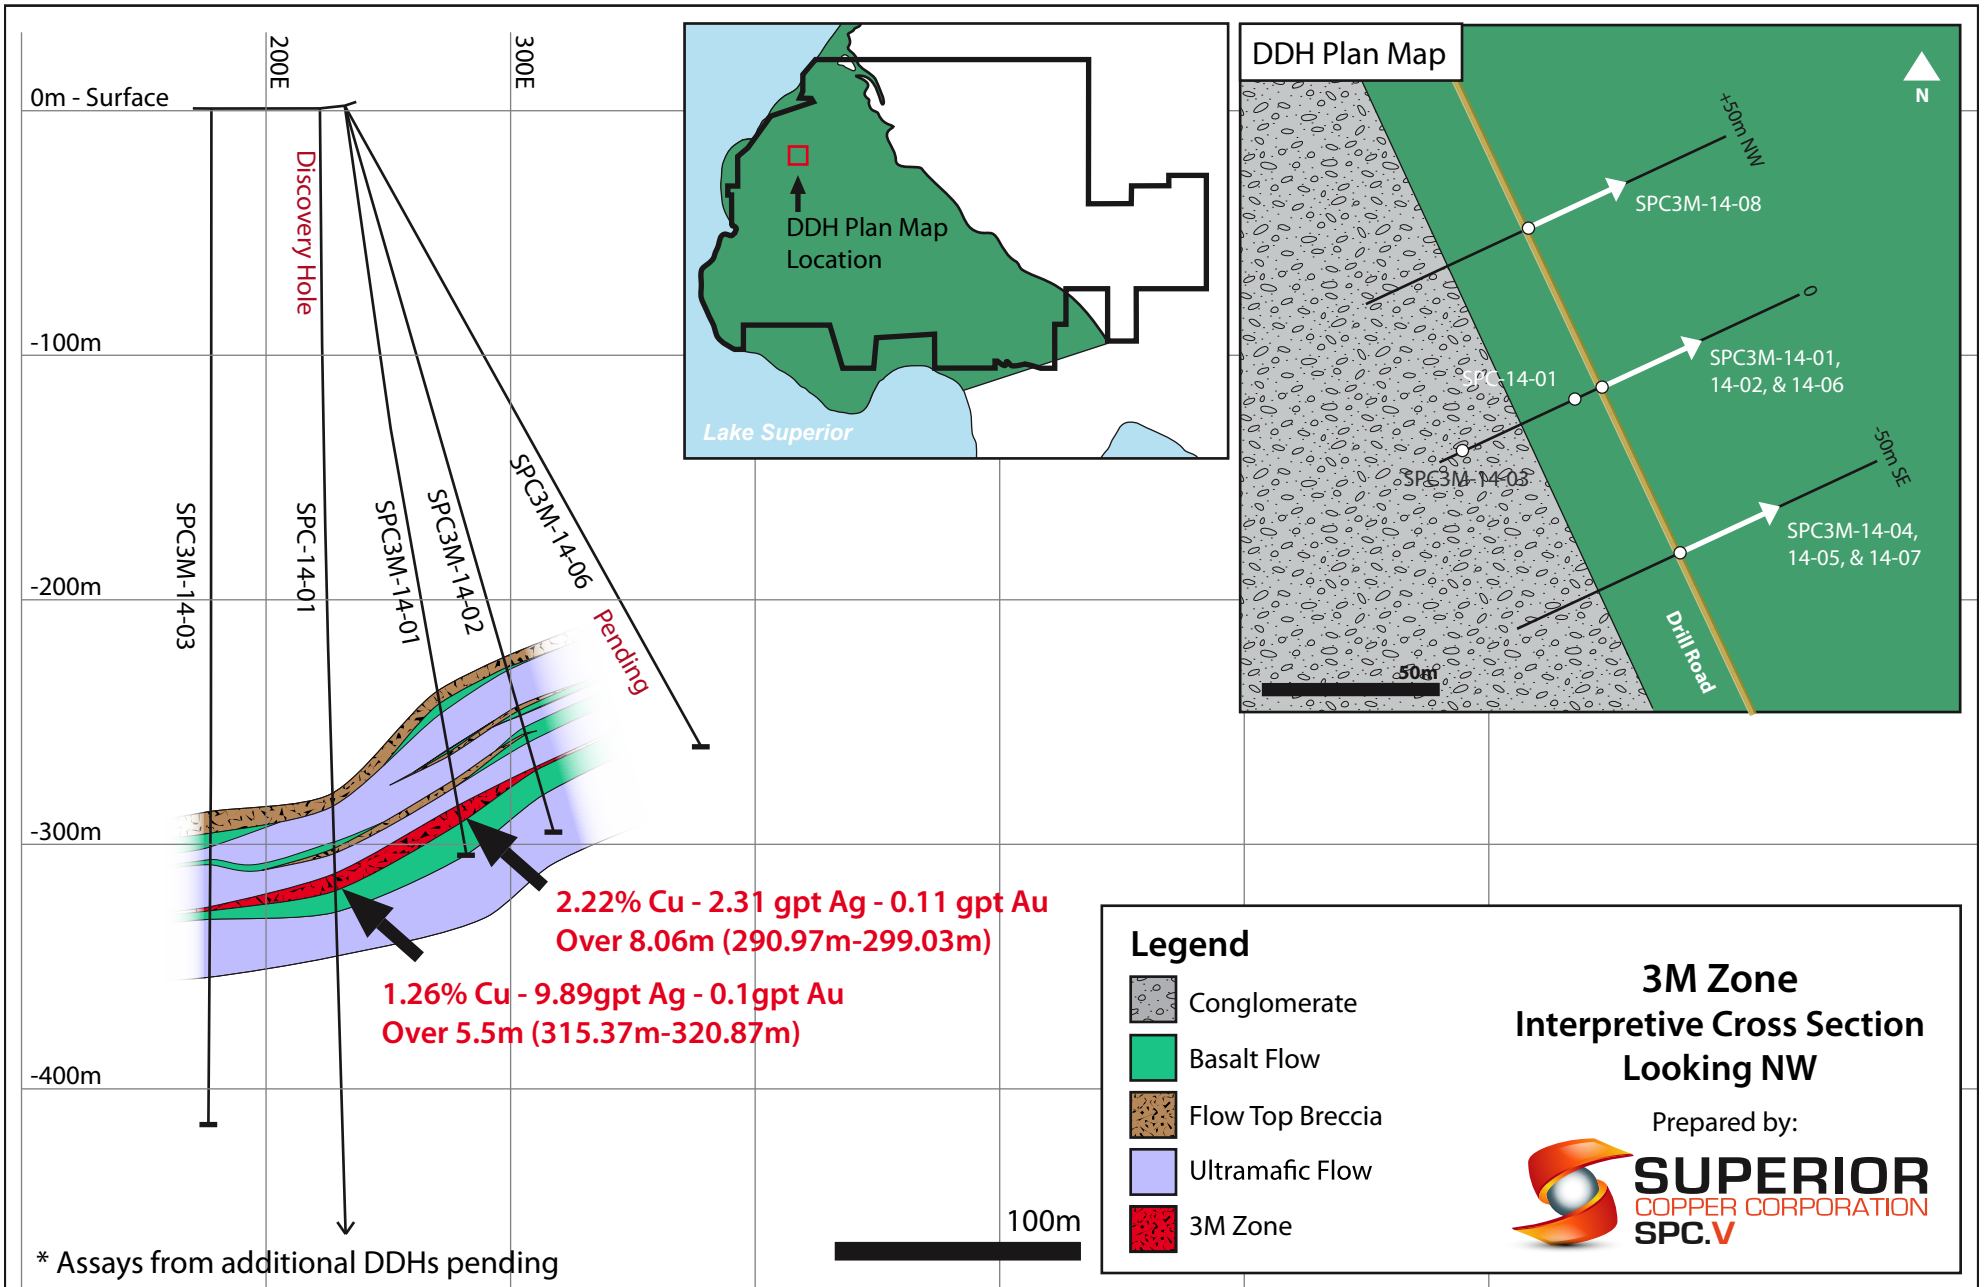 200E
300E
0m - Surface
Discovery Hole
-100m
-200m
-300m
-400m
SPC3M-14-03
SPC-14-01
SPC3M-14-01
SPC3M-14-02
SPC3M-14-06
Pending
2.22% Cu - 2.31 gpt Ag - 0.11 gpt Au
Over 8.06m (290.97m-299.03m)
1.26% Cu - 9.89gpt Ag - 0.1gpt Au
Over 5.5m (315.37m-320.87m)
* Assays from additional DDHs pending
100m
DDH Plan Map
Location
Lake Superior
DDH Plan Map
N
+50m NW
SPC3M-14-08
0
SPC3M-14-01,
14-02, & 14-06
SPC-14-01
SPC3M-14-03
-50m SE
SPC3M-14-04,
14-05, & 14-07
Drill Road
50m
Legend
Conglomerate
Basalt Flow
Flow Top Breccia
Ultramafic Flow
3M Zone
3M Zone
Interpretive Cross Section
Looking NW
Prepared by:
SUPERIOR
COPPER CORPORATION
SPC.V